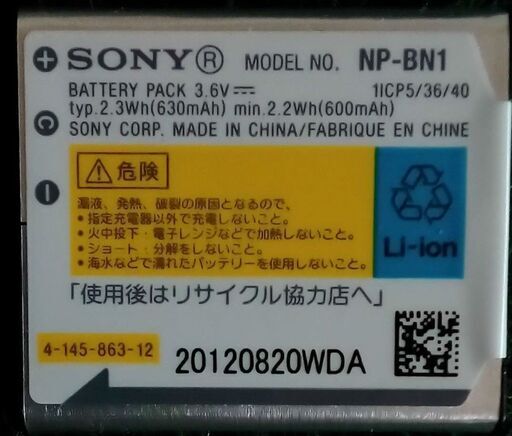 ⊕ SONY® MODEL NO. NP-BN1
BATTERY PACK 3.6V⎓ 1ICP5/36/40
typ.2.3Wh(630mAh) min.2.2Wh(600mAh)
SONY CORP. MADE IN CHINA/FABRIQUE EN CHINE
⚠危険
漏液、発熱、破裂の原因となるので、
•指定充電器以外で充電しないこと。
•火中投下・電子レンジなどで加熱しないこと。
•ショート・分解をしないこと。
•海水などで濡れたバッテリーを使用しないこと。
Li-ion
「使用後はリサイクル協力店へ」
4-145-863-12
20120820WDA